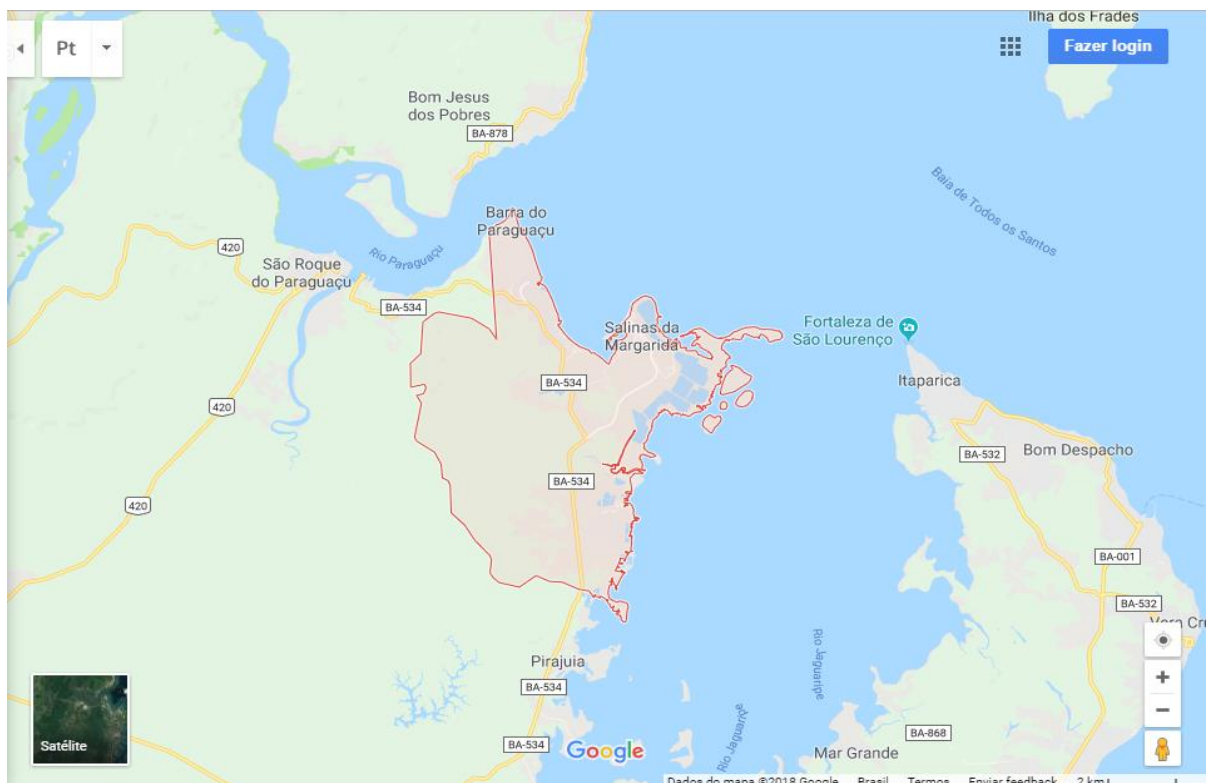 Ilha dos Frades
Pt
Fazer login
Bom Jesus
dos Pobres
BA-878
Baía de Todos os Santos
Barra do
Paraguaçu
Rio Paraguaçu
420
São Roque
do Paraguaçu
BA-534
Salinas da
Margarida
Fortaleza de
São Lourenço
Itaparica
BA-534
420
BA-532
Bom Despacho
BA-534
420
BA-001
BA-532
Vera Cru
Rio Jaguaripe
Pirajuia
BA-534
Rio Jaguaripe
Satélite
BA-534
Google
Mar Grande
BA-868
Dados do mapa ©2018 Google Brasil Termos Enviar feedback 2 km